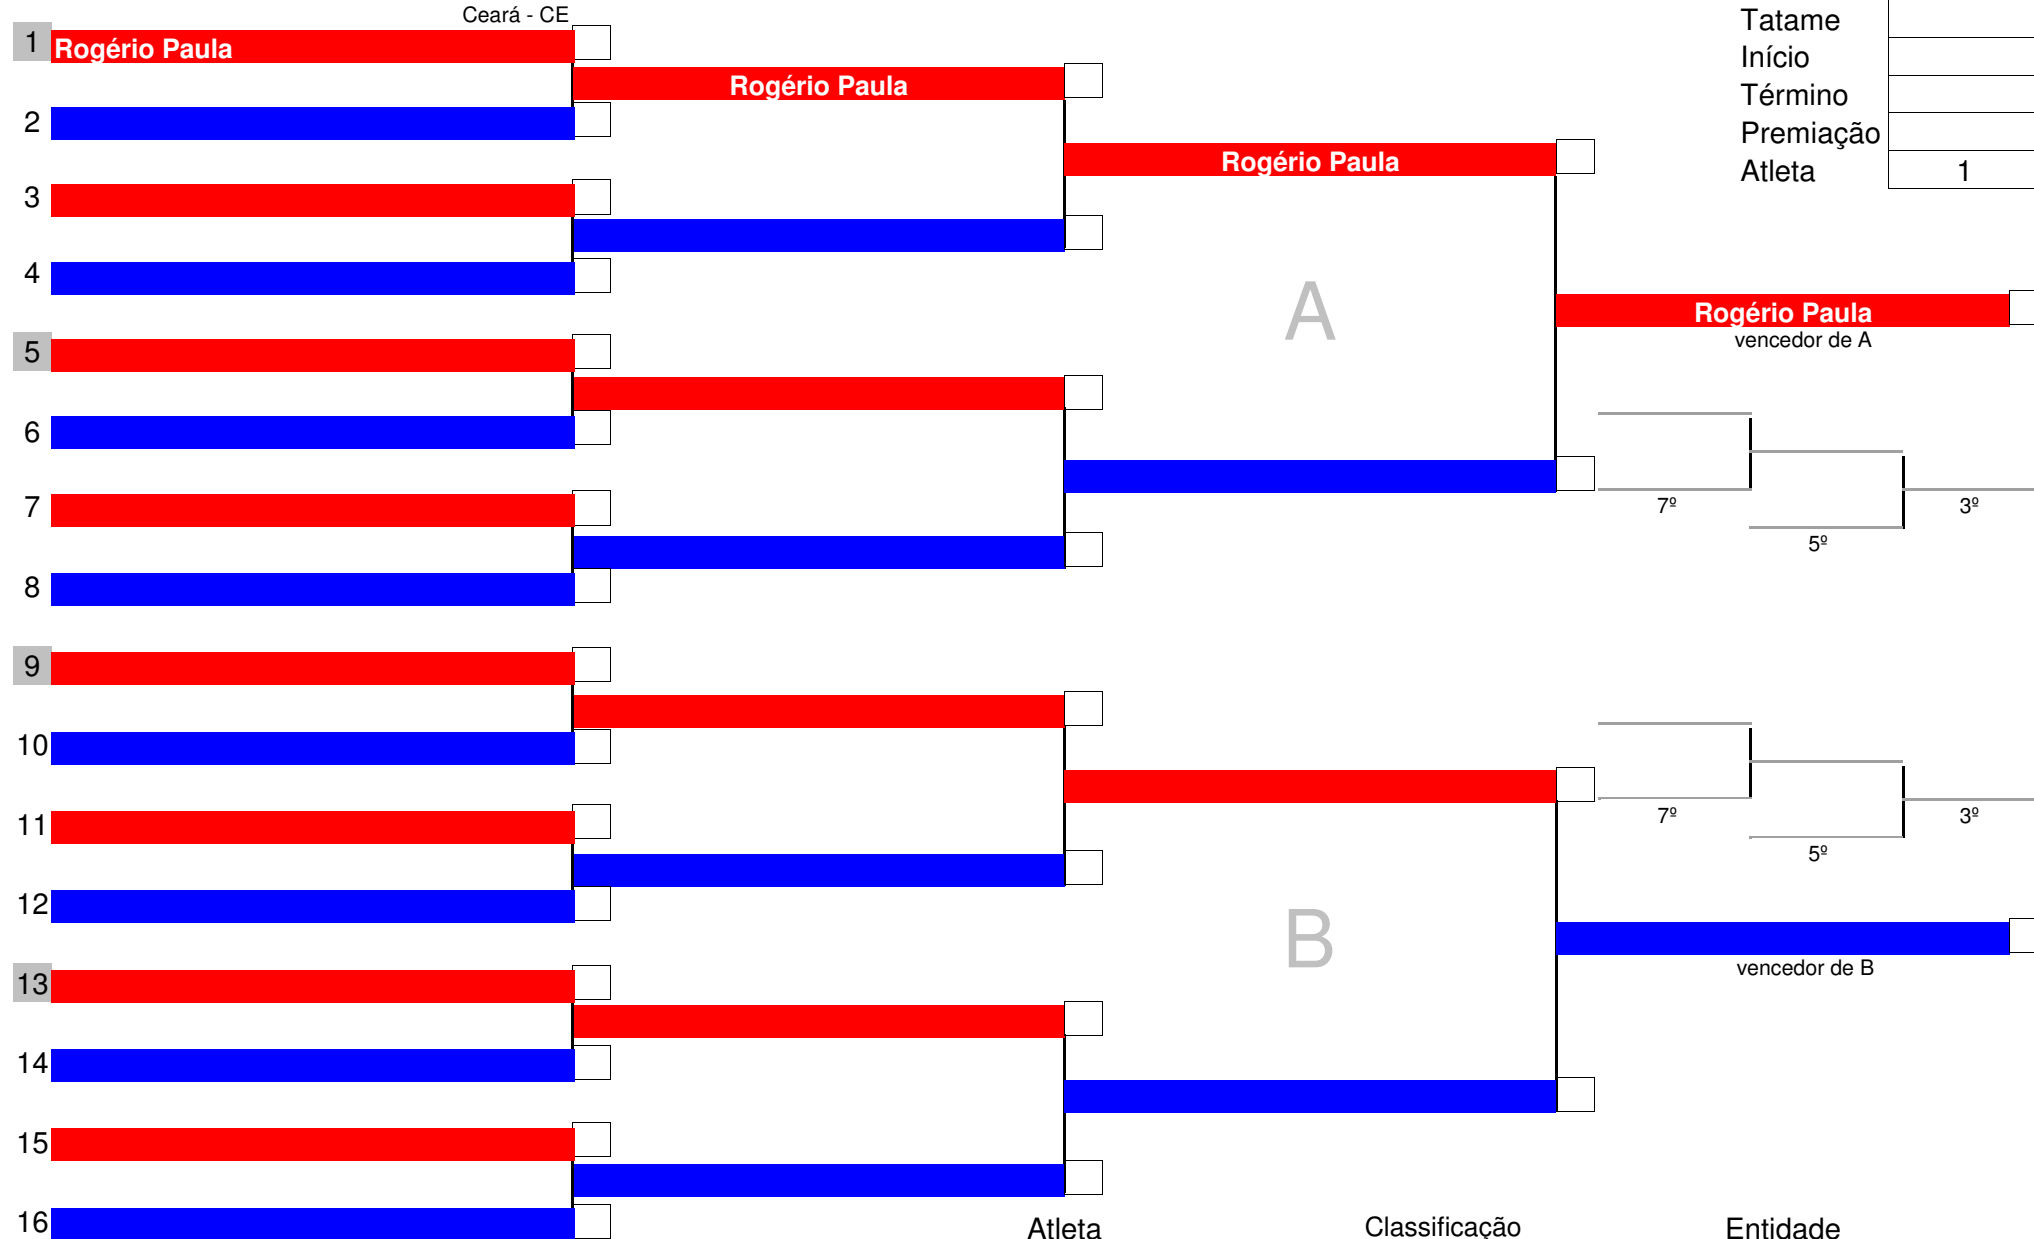 Ceará - CE
Tatame
1 Rogério Paula
Início
Rogério Paula
Término
2
Premiação
Rogério Paula
Atleta 1
3
4
A
Rogério Paula
vencedor de A
5
6
7
7º 3º
5º
8
9
10
11
7º 3º
5º
12
B
vencedor de B
13
14
15
16
Atleta Classificação Entidade